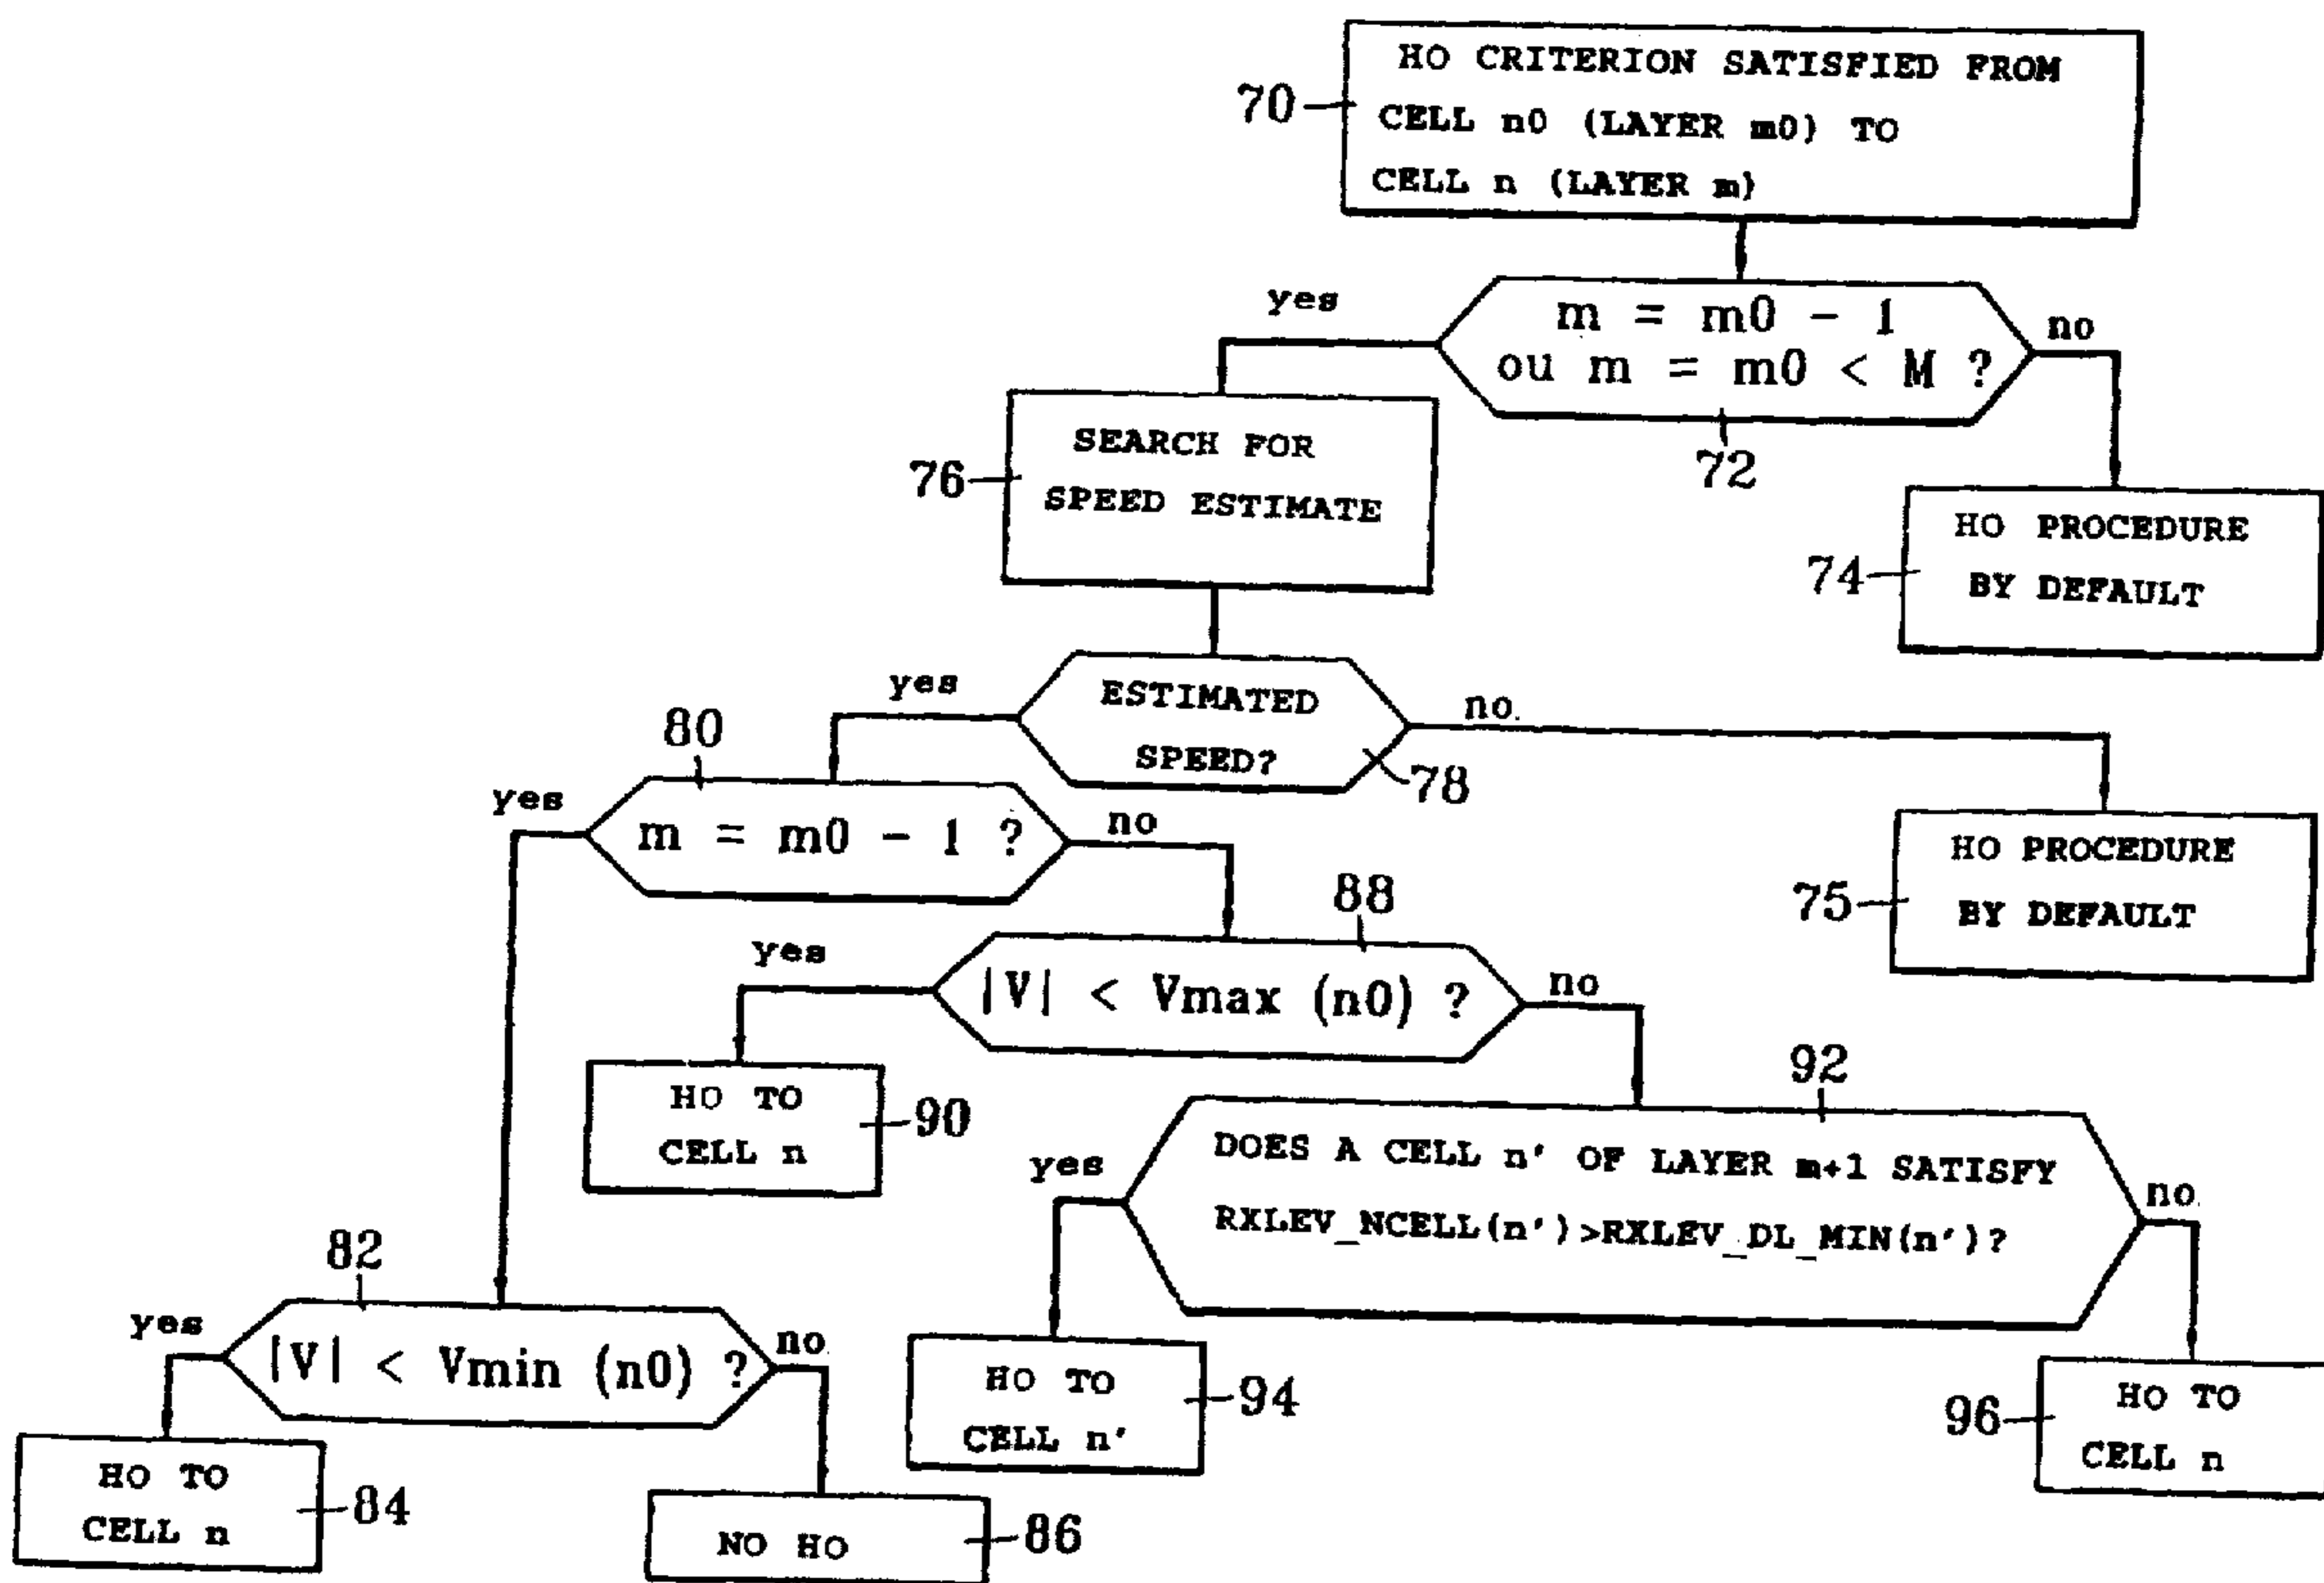 HO CRITERION SATISFIED FROM
CELL n0 (LAYER m0) TO
CELL n (LAYER m)
70
yes
m = m0 - 1
ou m = m0 < M ?
no
72
SEARCH FOR
SPEED ESTIMATE
76
HO PROCEDURE
BY DEFAULT
74
yes
ESTIMATED
SPEED?
no
78
80
yes
m = m0 - 1 ?
no
HO PROCEDURE
BY DEFAULT
75
88
yes
|V| < Vmax (n0) ?
no
HO TO
CELL n
90
92
yes
DOES A CELL n' OF LAYER m+1 SATISFY
RXLEV_NCELL(n')>RXLEV_DL_MIN(n')?
no
82
yes
|V| < Vmin (n0) ?
no
HO TO
CELL n'
94
HO TO
CELL n
96
HO TO
CELL n
84
NO HO
86